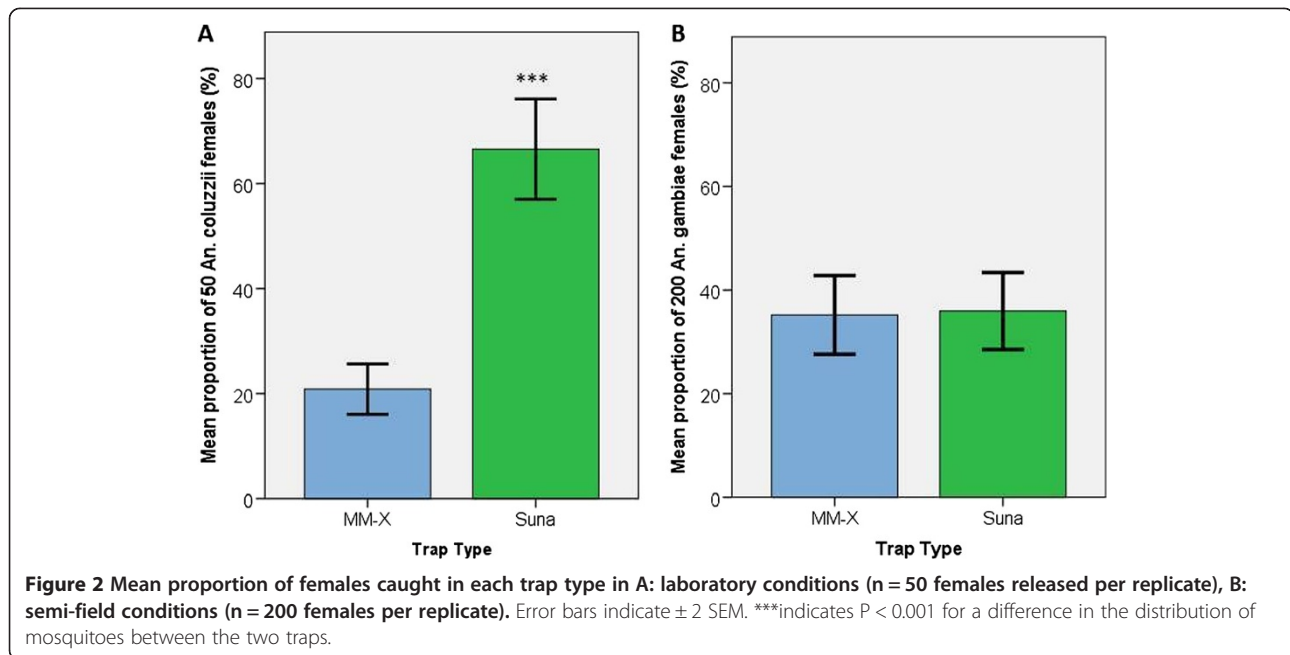 A
Mean proportion of 50 An. coluzzii females (%)
80
60
40
20
0
***
MM-X
Suna
Trap Type
B
Mean proportion of 200 An. gambiae females (%)
80
60
40
20
0
MM-X
Suna
Trap Type
Figure 2 Mean proportion of females caught in each trap type in A: laboratory conditions (n = 50 females released per replicate), B:
semi-field conditions (n = 200 females per replicate). Error bars indicate ± 2 SEM. ***indicates P < 0.001 for a difference in the distribution of
mosquitoes between the two traps.